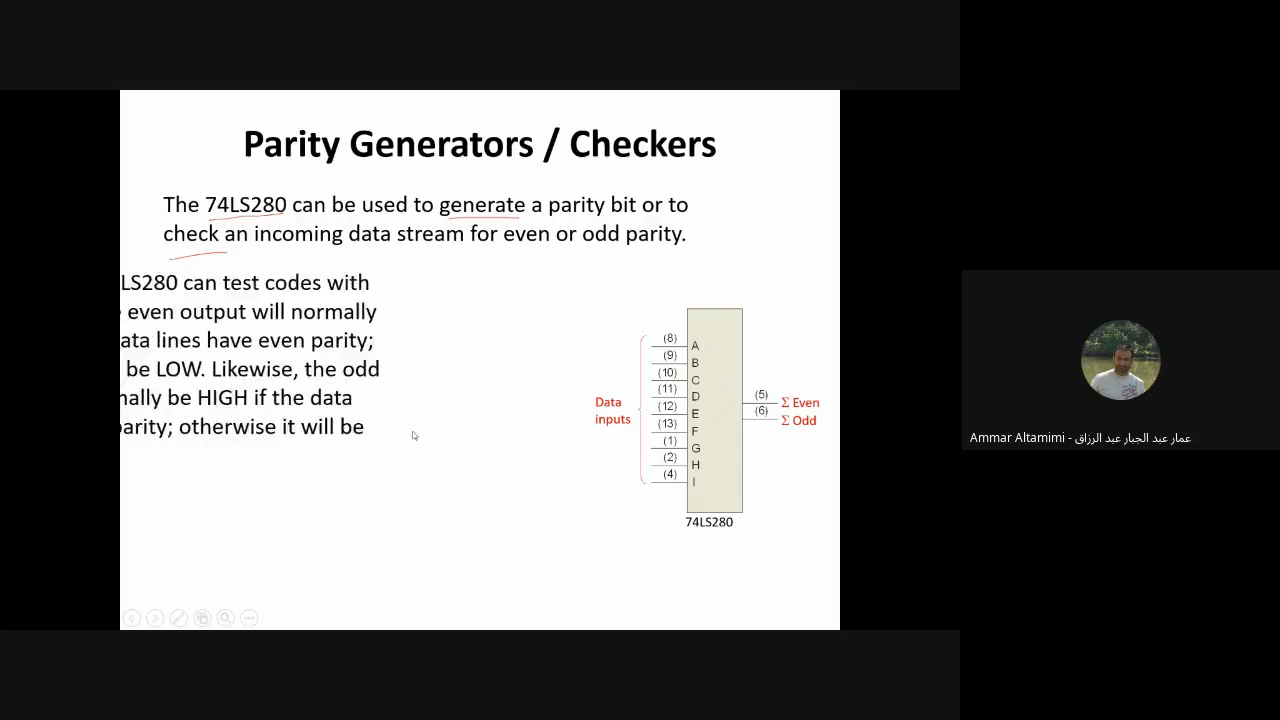 Parity Generators / Checkers
The 74LS280 can be used to generate a parity bit or to
check an incoming data stream for even or odd parity.
LS280 can test codes with
even output will normally
ata lines have even parity;
be LOW. Likewise, the odd
mally be HIGH if the data
parity; otherwise it will be
Data
inputs
(8) A
(9) B
(10) C
(11) D
(12) E
(13) F
(1) G
(2) H
(4) I
(5) Σ Even
(6) Σ Odd
74LS280
Ammar Altamimi - عمار عبد الجبار عبد الرزاق